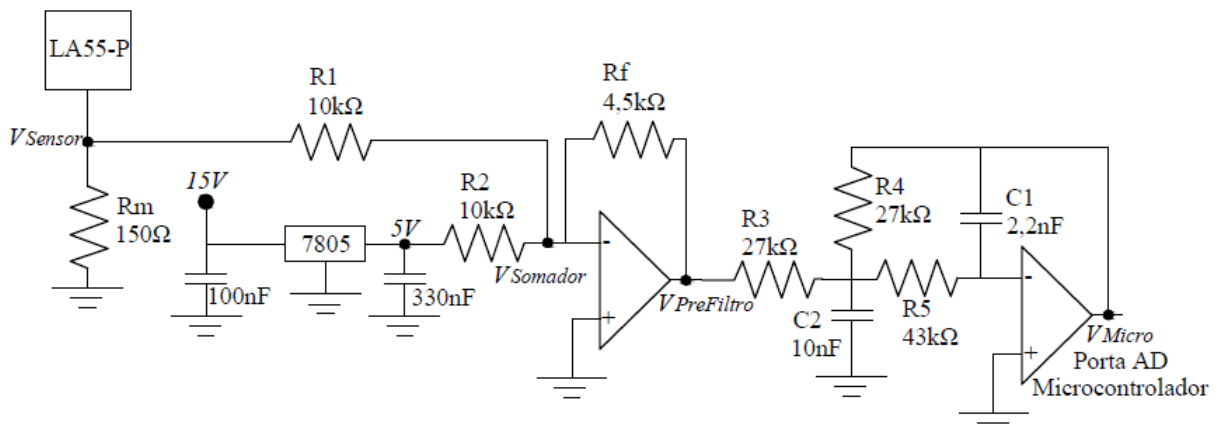 LA55-P
VSensor
Rm
150Ω
R1
10kΩ
15V
100nF
7805
5V
330nF
R2
10kΩ
VSomador
Rf
4,5kΩ
-
+
VPreFiltro
R3
27kΩ
R4
27kΩ
C2
10nF
R5
43kΩ
C1
2,2nF
-
+
VMicro
Porta AD
Microcontrolador